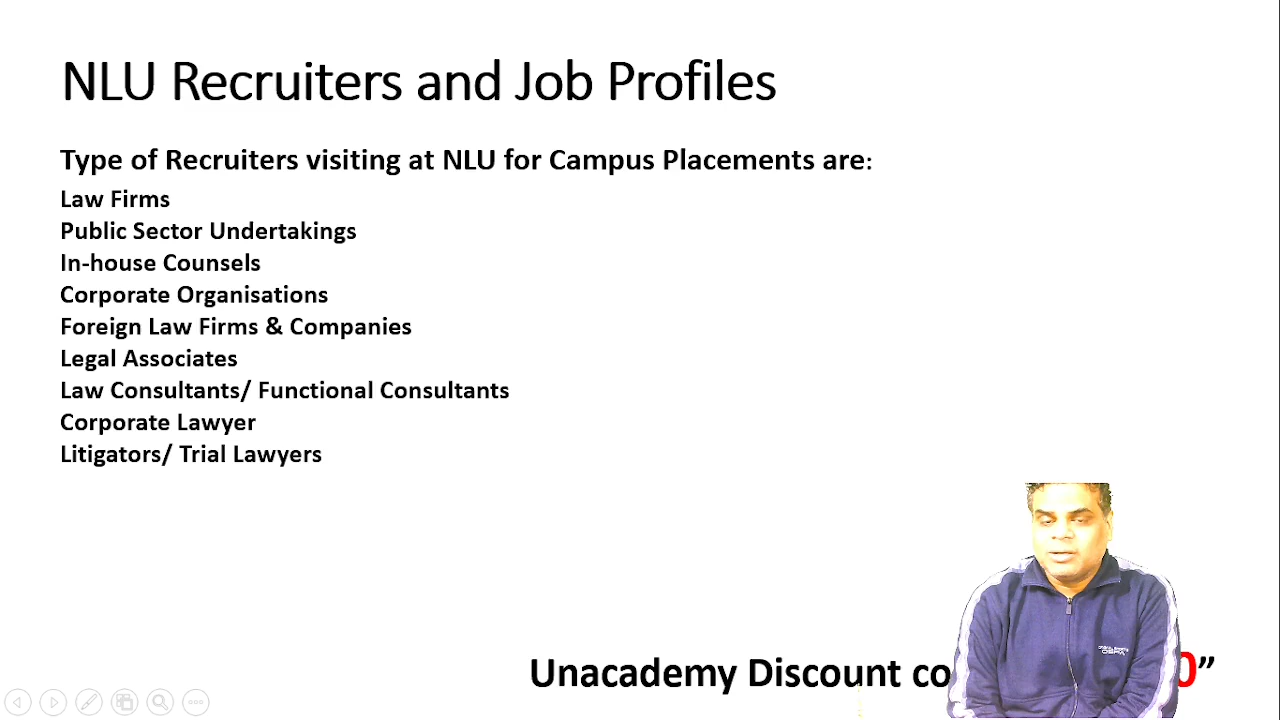 NLU Recruiters and Job Profiles
Type of Recruiters visiting at NLU for Campus Placements are:
Law Firms
Public Sector Undertakings
In-house Counsels
Corporate Organisations
Foreign Law Firms & Companies
Legal Associates
Law Consultants/ Functional Consultants
Corporate Lawyer
Litigators/ Trial Lawyers
Unacademy Discount co 0”